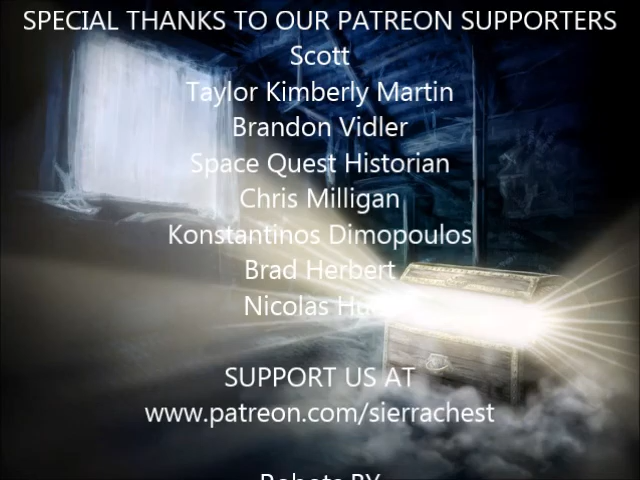 SPECIAL THANKS TO OUR PATREON SUPPORTERS
Scott
Taylor Kimberly Martin
Brandon Vidler
Space Quest Historian
Chris Milligan
Konstantinos Dimopoulos
Brad Herbert
Nicolas
SUPPORT US AT
www.patreon.com/sierrachest